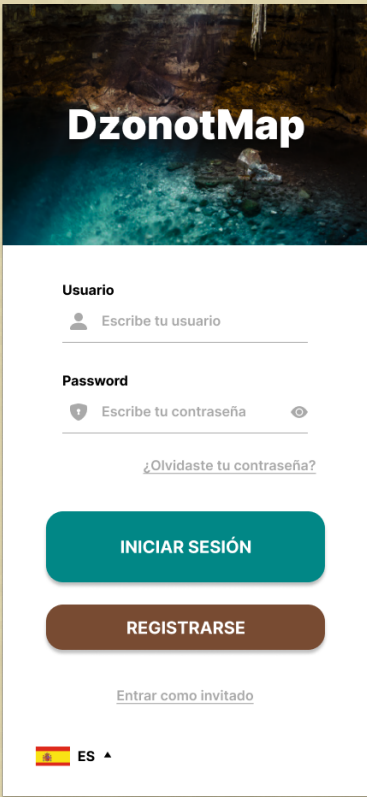 DzonotMap
Usuario
Escribe tu usuario
Password
Escribe tu contraseña
¿Olvidaste tu contraseña?
INICIAR SESIÓN
REGISTRARSE
Entrar como invitado
ES